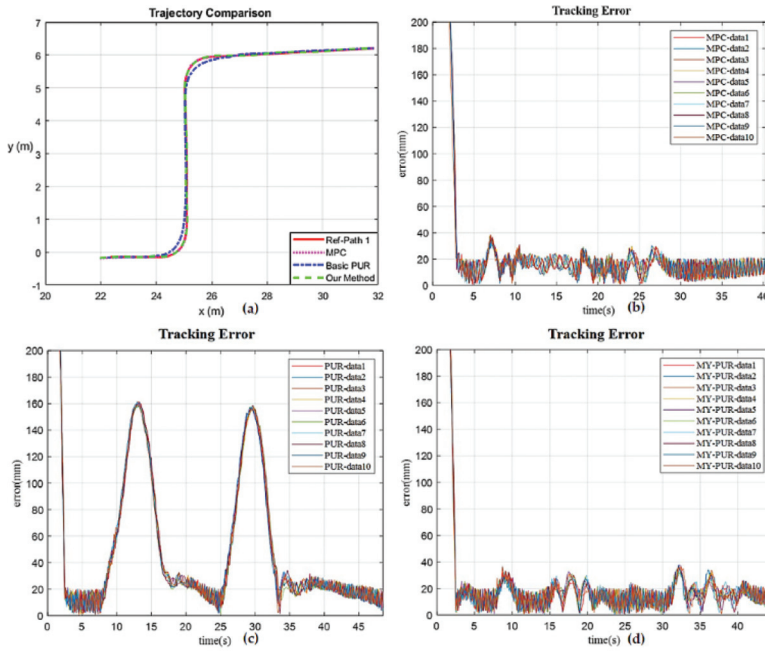 Trajectory Comparison
7
6
5
4
3
2
1
0
-1
y (m)
Ref-Path 1
MPC
Basic PUR
Our Method
20 22 24 26 28 30 32
x (m)
(a)
Tracking Error
200
180
160
140
120
100
80
60
40
20
0
error(mm)
MPC-data1
MPC-data2
MPC-data3
MPC-data4
MPC-data5
MPC-data6
MPC-data7
MPC-data8
MPC-data9
MPC-data10
0 5 10 15 20 25 30 35 40
time(s)
(b)
Tracking Error
200
180
160
140
120
100
80
60
40
20
0
error(mm)
PUR-data1
PUR-data2
PUR-data3
PUR-data4
PUR-data5
PUR-data6
PUR-data7
PUR-data8
PUR-data9
PUR-data10
0 5 10 15 20 25 30 35 40 45
time(s)
(c)
Tracking Error
200
180
160
140
120
100
80
60
40
20
0
error(mm)
MY-PUR-data1
MY-PUR-data2
MY-PUR-data3
MY-PUR-data4
MY-PUR-data5
MY-PUR-data6
MY-PUR-data7
MY-PUR-data8
MY-PUR-data9
MY-PUR-data10
0 5 10 15 20 25 30 35 40 45
time(s)
(d)